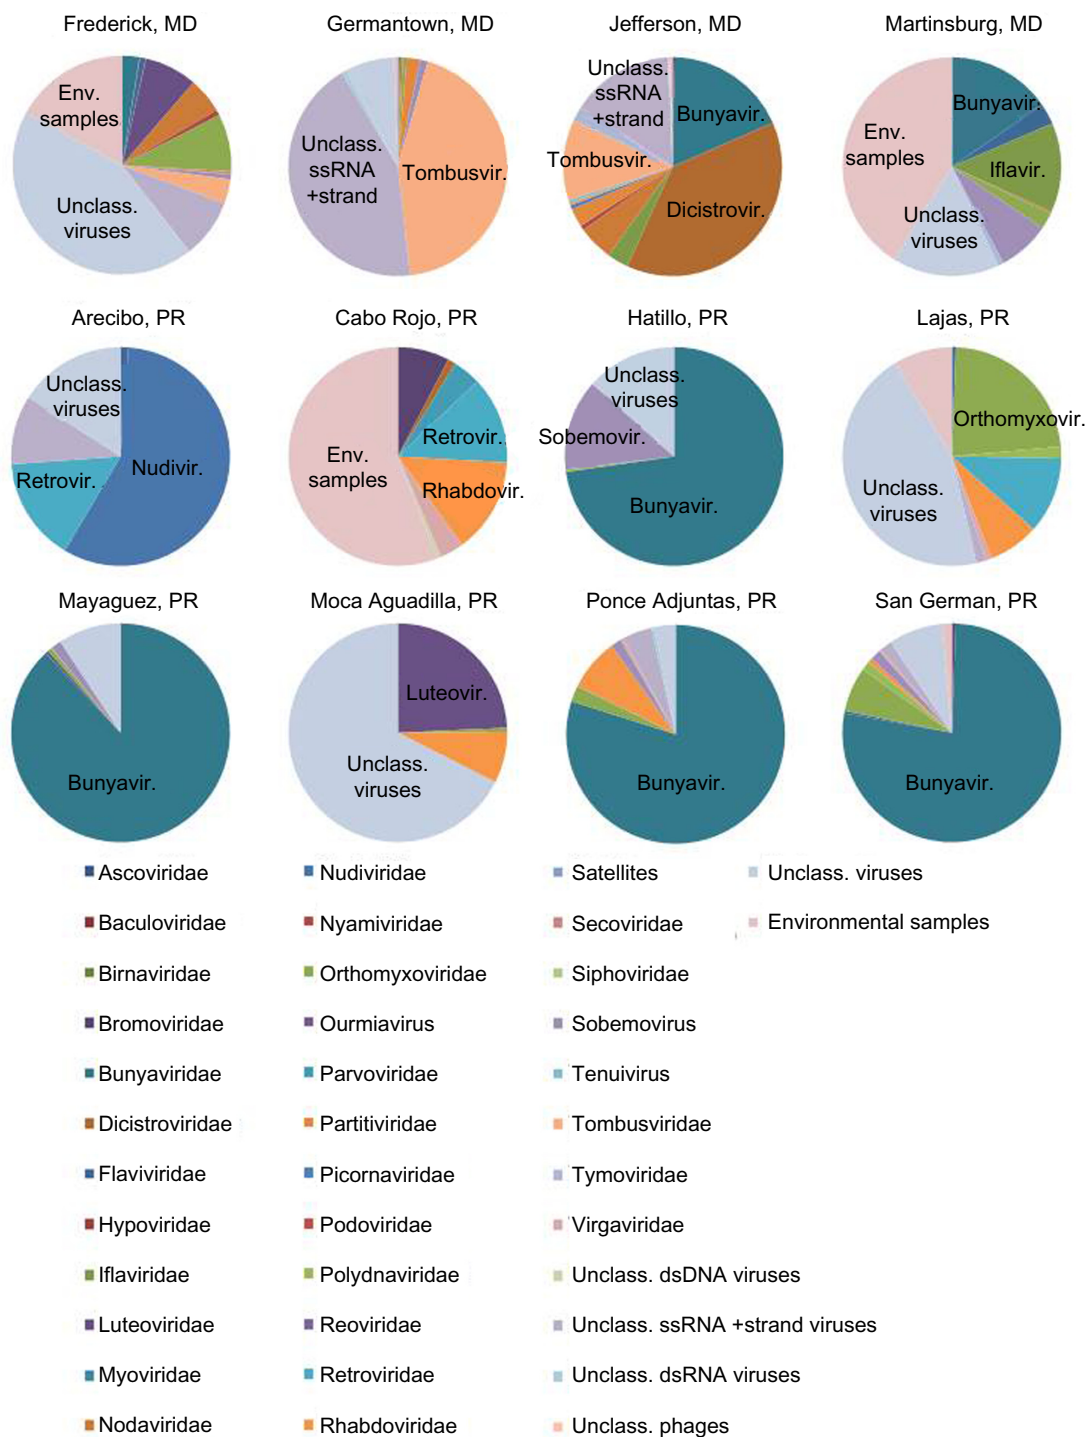 Frederick, MD
Germantown, MD
Jefferson, MD
Martinsburg, MD
Env.
samples
Unclass.
viruses
Unclass.
ssRNA
+strand
Tombusvir.
Unclass.
ssRNA
+strand
Bunyavir.
Tombusvir.
Dicistrovir.
Bunyavir.
Env.
samples
Iflavir.
Unclass.
viruses
Arecibo, PR
Cabo Rojo, PR
Hatillo, PR
Lajas, PR
Unclass.
viruses
Retrovir.
Nudivir.
Env.
samples
Retrovir.
Rhabdovir.
Unclass.
viruses
Sobemovir.
Bunyavir.
Orthomyxovir.
Unclass.
viruses
Mayaguez, PR
Moca Aguadilla, PR
Ponce Adjuntas, PR
San German, PR
Bunyavir.
Luteovir.
Unclass.
viruses
Bunyavir.
Bunyavir.
Ascoviridae
Baculoviridae
Birnaviridae
Bromoviridae
Bunyaviridae
Dicistroviridae
Flaviviridae
Hypoviridae
Iflaviridae
Luteoviridae
Myoviridae
Nodaviridae
Nudiviridae
Nyamiviridae
Orthomyxoviridae
Ourmiavirus
Parvoviridae
Partitiviridae
Picornaviridae
Podoviridae
Polydnaviridae
Reoviridae
Retroviridae
Rhabdoviridae
Satellites
Secoviridae
Siphoviridae
Sobemovirus
Tenuivirus
Tombusviridae
Tymoviridae
Virgaviridae
Unclass. dsDNA viruses
Unclass. ssRNA +strand viruses
Unclass. dsRNA viruses
Unclass. phages
Unclass. viruses
Environmental samples